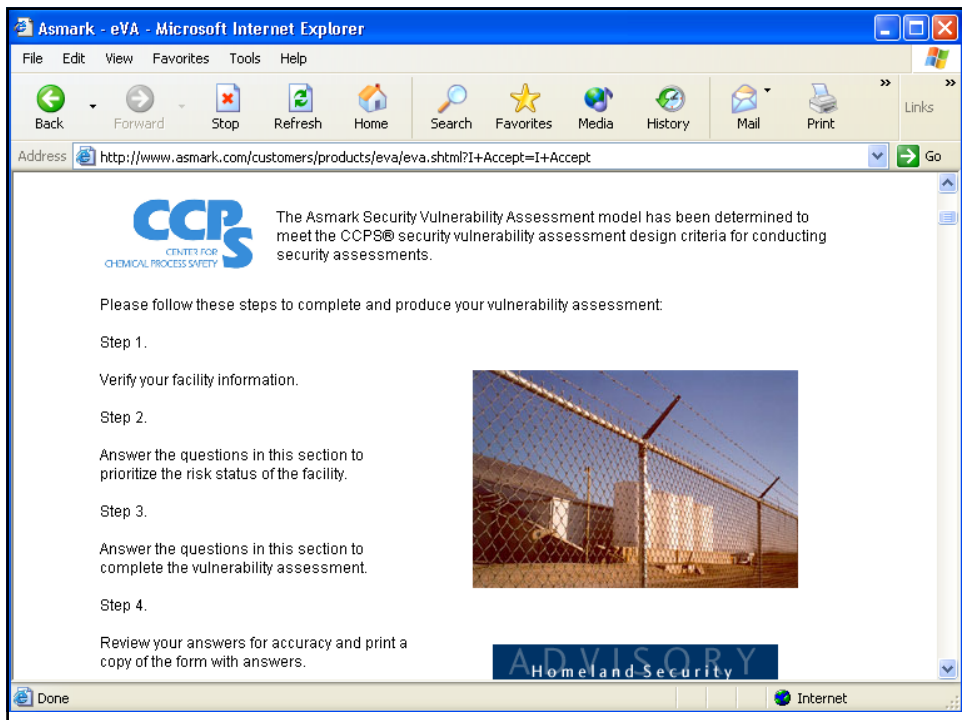 Asmark - eVA - Microsoft Internet Explorer
File Edit View Favorites Tools Help
Back Forward Stop Refresh Home Search Favorites Media History Mail Print » Links »
Address http://www.asmark.com/customers/products/eva/eva.shtml?I+Accept=I+Accept Go
CCPS
CENTER FOR
CHEMICAL PROCESS SAFETY
The Asmark Security Vulnerability Assessment model has been determined to
meet the CCPS® security vulnerability assessment design criteria for conducting
security assessments.
Please follow these steps to complete and produce your vulnerability assessment:
Step 1.
Verify your facility information.
Step 2.
Answer the questions in this section to
prioritize the risk status of the facility.
Step 3.
Answer the questions in this section to
complete the vulnerability assessment.
Step 4.
Review your answers for accuracy and print a
copy of the form with answers.
ADVISORY
Homeland Security
Done Internet